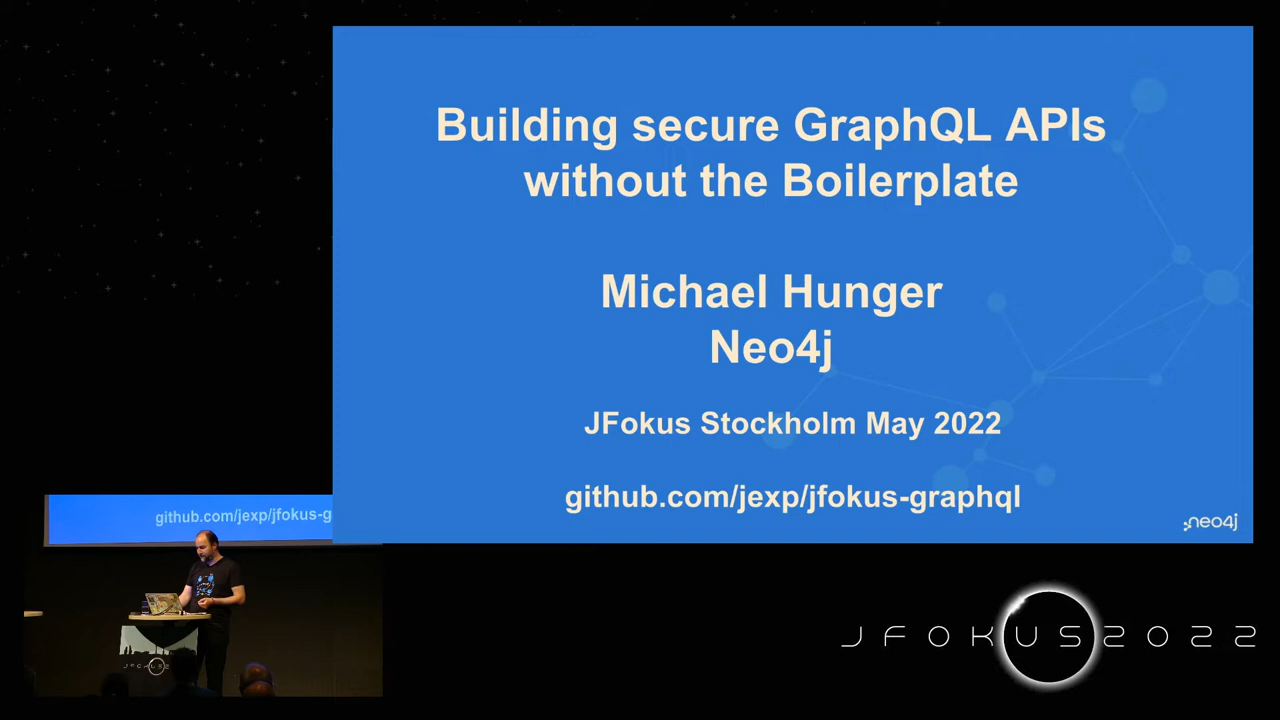 Building secure GraphQL APIs
without the Boilerplate
Michael Hunger
Neo4j
JFokus Stockholm May 2022
github.com/jexp/jfokus-graphql
neo4j
github.com/jexp/jfokus-g
JFOKUS2022